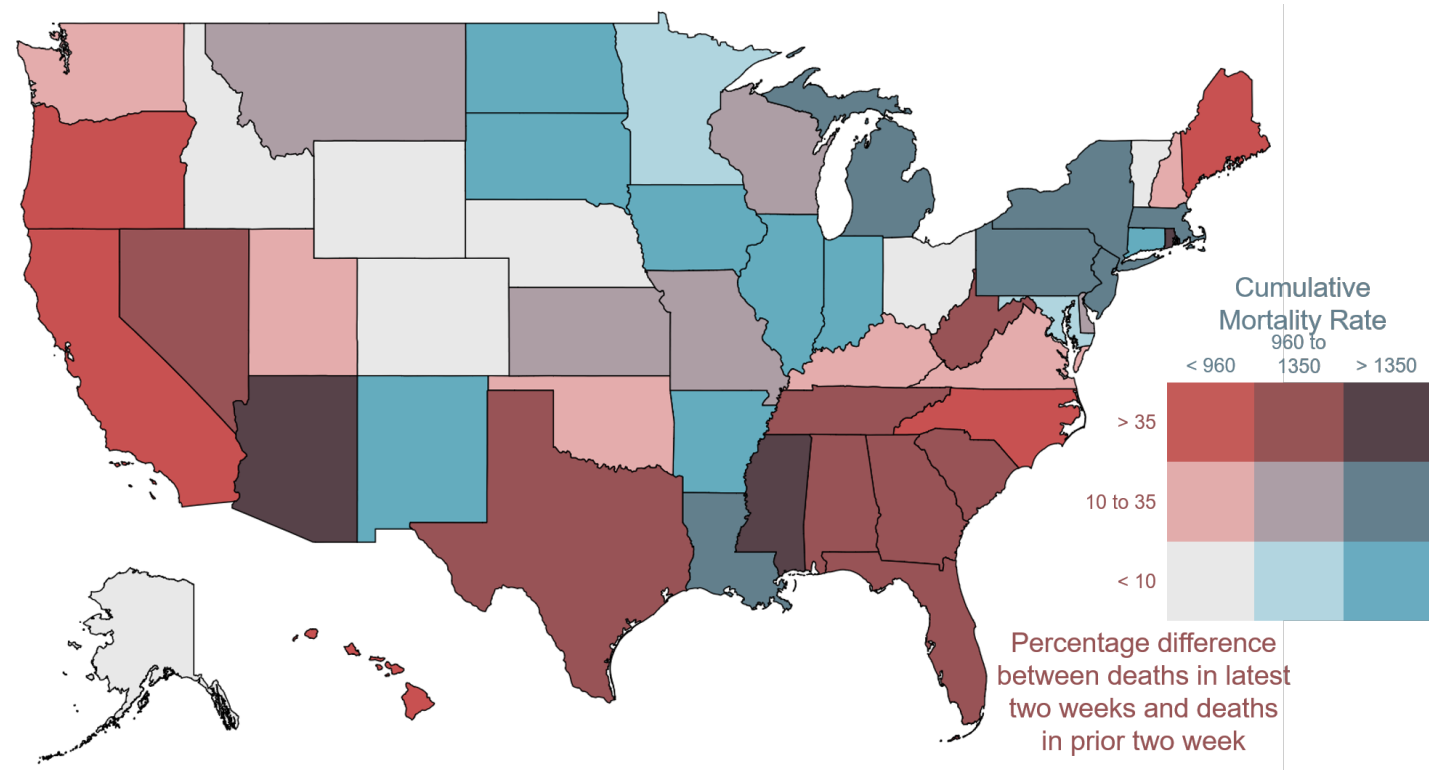 Cumulative
Mortality Rate
< 960
960 to
1350
> 1350
> 35
10 to 35
< 10
Percentage difference
between deaths in latest
two weeks and deaths
in prior two week